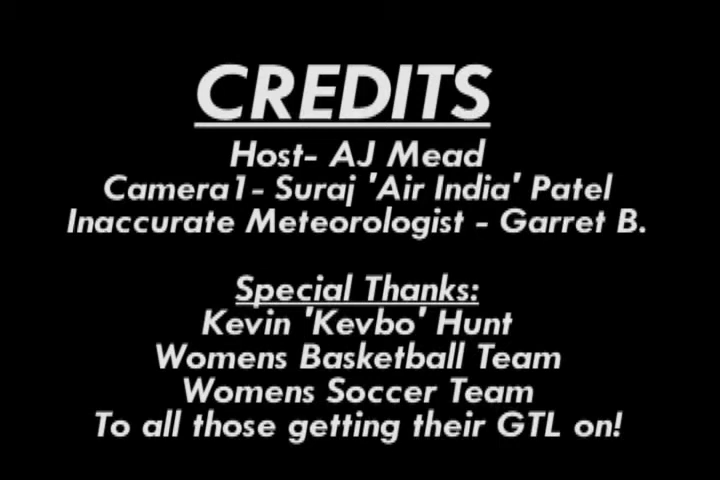 CREDITS
Host- AJ Mead
Camera1- Suraj 'Air India' Patel
Inaccurate Meteorologist - Garret B.
Special Thanks:
Kevin 'Kevbo' Hunt
Womens Basketball Team
Womens Soccer Team
To all those getting their GTL on!